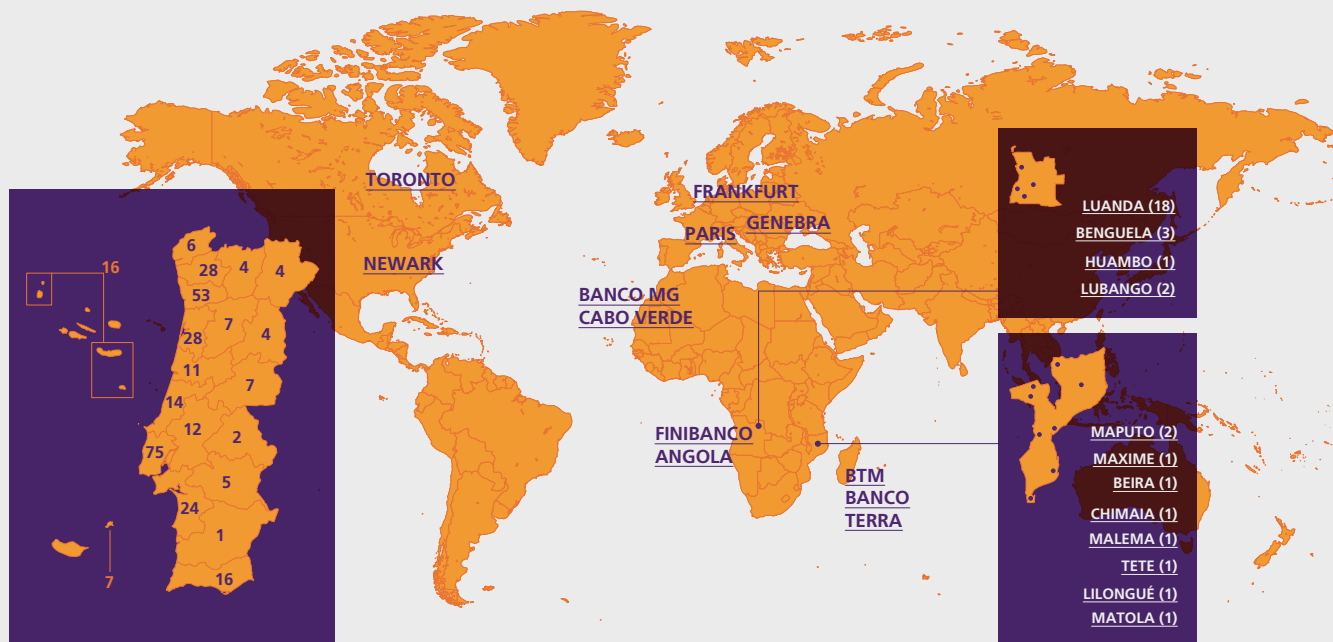 TORONTO
NEWARK
FRANKFURT
GENEBRA
PARIS
BANCO MG
CABO VERDE
FINIBANCO
ANGOLA
BTM
BANCO
TERRA
16
6
28
4
4
53
7
4
28
11
7
14
12
2
75
5
24
1
16
7
LUANDA (18)
BENGUELA (3)
HUAMBO (1)
LUBANGO (2)
MAPUTO (2)
MAXIME (1)
BEIRA (1)
CHIMAIA (1)
MALEMA (1)
TETE (1)
LILONGUÉ (1)
MATOLA (1)